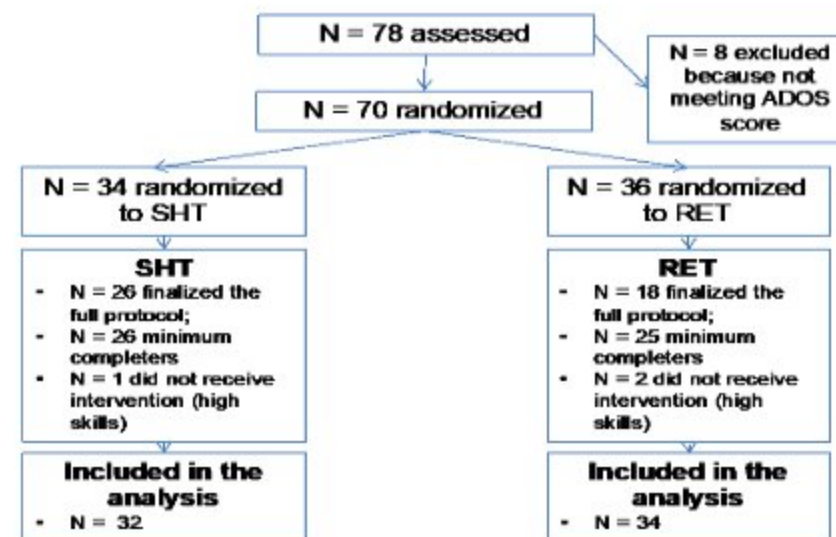 N = 78 assessed
N = 8 excluded
because not
meeting ADOS
score
N = 70 randomized
N = 34 randomized
to SHT
N = 36 randomized
to RET
SHT
- N = 26 finalized the
full protocol;
- N = 26 minimum
completers
- N = 1 did not receive
intervention (high
skills)
RET
- N = 18 finalized the
full protocol;
- N = 25 minimum
completers
- N = 2 did not receive
intervention (high
skills)
Included in the
analysis
- N = 32
Included in the
analysis
- N = 34